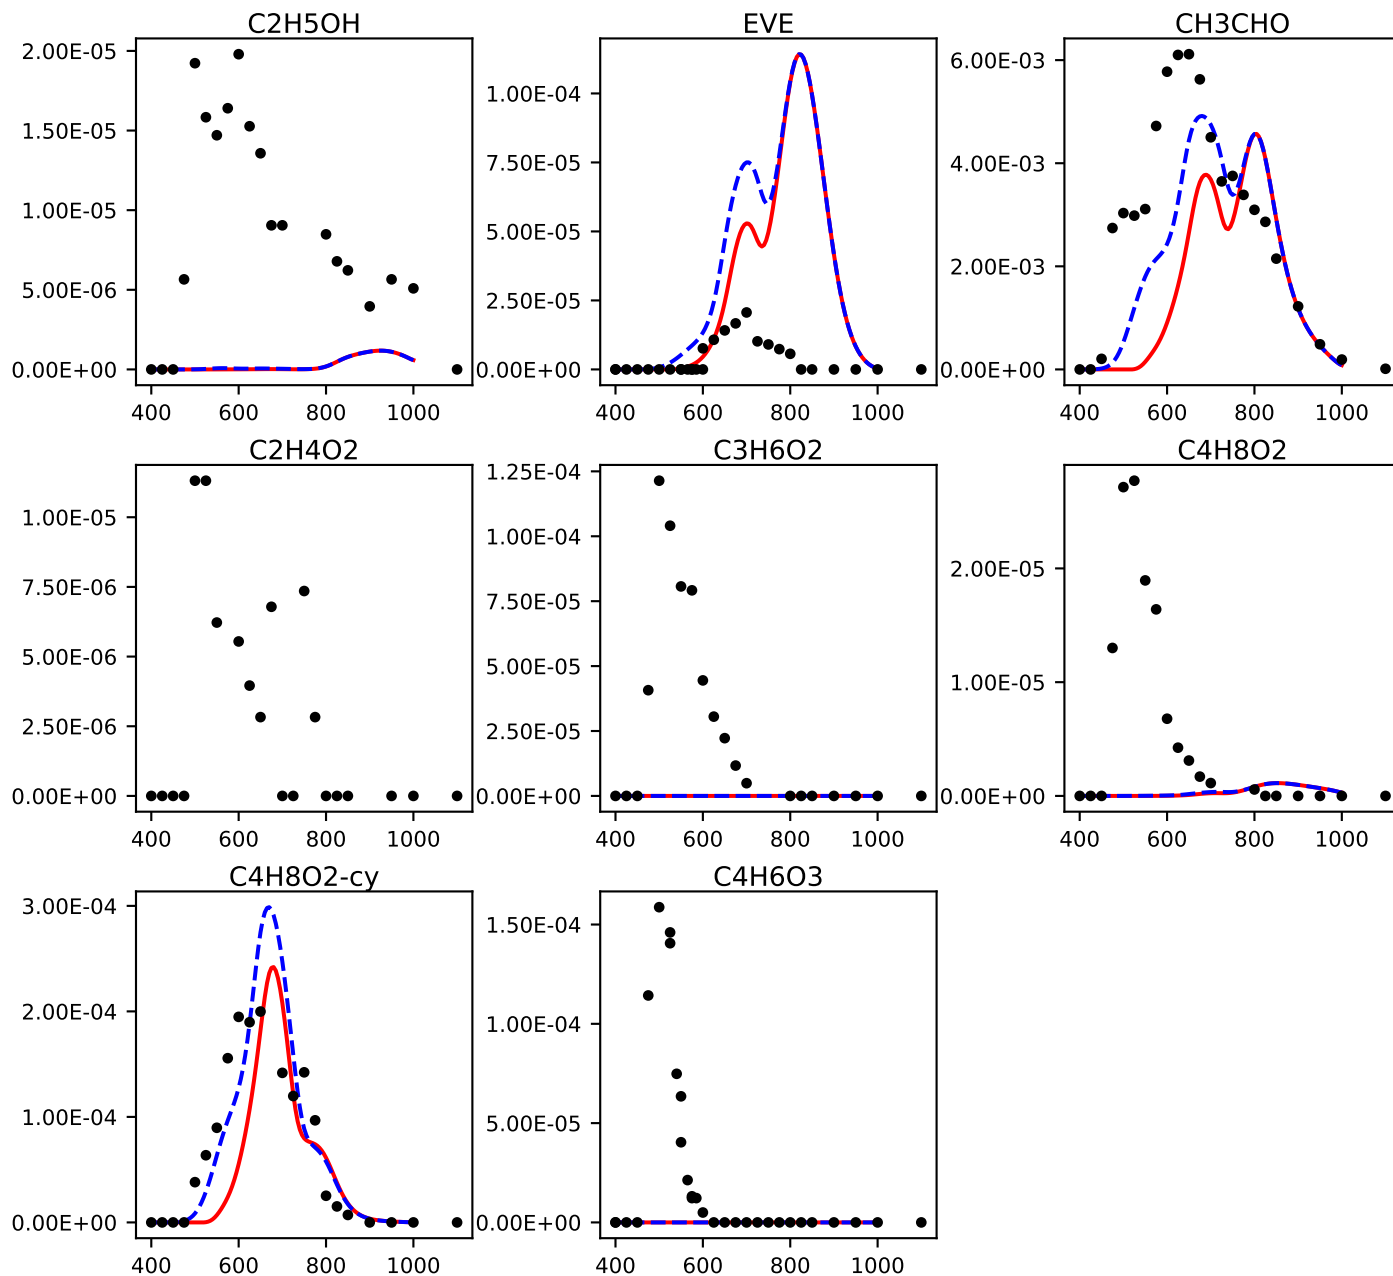 C2H5OH EVE CH3CHO
2.00E-05
1.50E-05
1.00E-05
5.00E-06
0.00E+00
400 600 800 1000
1.00E-04
7.50E-05
5.00E-05
2.50E-05
0.00E+00
400 600 800 1000
6.00E-03
4.00E-03
2.00E-03
0.00E+00
400 600 800 1000
C2H4O2 C3H6O2 C4H8O2
1.00E-05
7.50E-06
5.00E-06
2.50E-06
0.00E+00
400 600 800 1000
1.25E-04
1.00E-04
7.50E-05
5.00E-05
2.50E-05
0.00E+00
400 600 800 1000
2.00E-05
1.00E-05
0.00E+00
400 600 800 1000
C4H8O2-cy C4H6O3
3.00E-04
2.00E-04
1.00E-04
0.00E+00
400 600 800 1000
1.50E-04
1.00E-04
5.00E-05
0.00E+00
400 600 800 1000